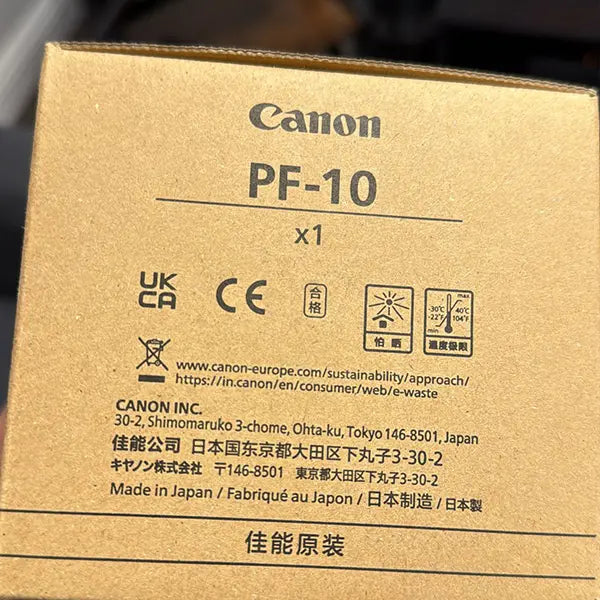 Canon
PF-10
x1
UK
CA
CE
合格
怕晒
max
-30℃
-22℉
40℃
104℉
min
温度极限
www.canon-europe.com/sustainability/approach/
https://in.canon/en/consumer/web/e-waste
CANON INC.
30-2, Shimomaruko 3-chome, Ohta-ku, Tokyo 146-8501, Japan
佳能公司 日本国东京都大田区下丸子3-30-2
キヤノン株式会社 〒146-8501 東京都大田区下丸子3-30-2
Made in Japan / Fabriqué au Japon / 日本制造 / 日本製
佳能原装